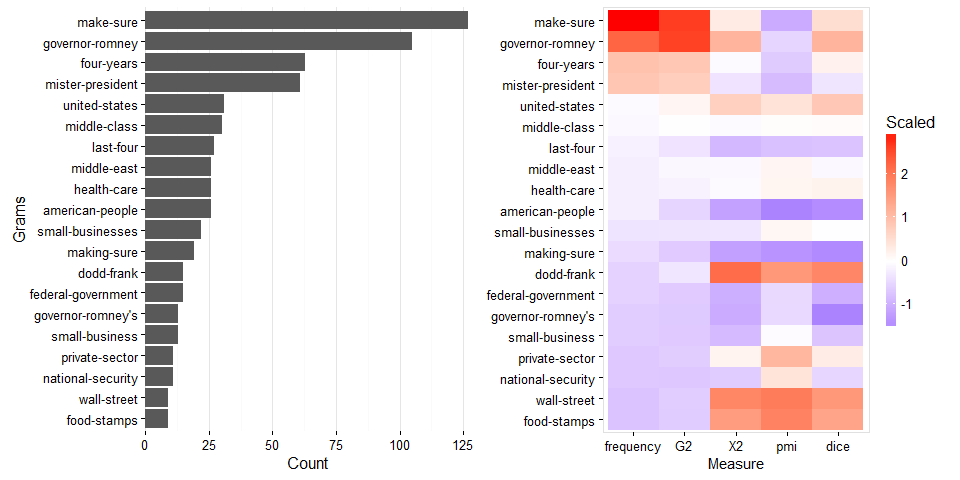 Grams
make-sure
governor-romney
four-years
mister-president
united-states
middle-class
last-four
middle-east
health-care
american-people
small-businesses
making-sure
dodd-frank
federal-government
governor-romney's
small-business
private-sector
national-security
wall-street
food-stamps
0 25 50 75 100 125
Count
make-sure
governor-romney
four-years
mister-president
united-states
middle-class
last-four
middle-east
health-care
american-people
small-businesses
making-sure
dodd-frank
federal-government
governor-romney's
small-business
private-sector
national-security
wall-street
food-stamps
frequency G2 X2 pmi dice
Measure
Scaled
2
1
0
-1